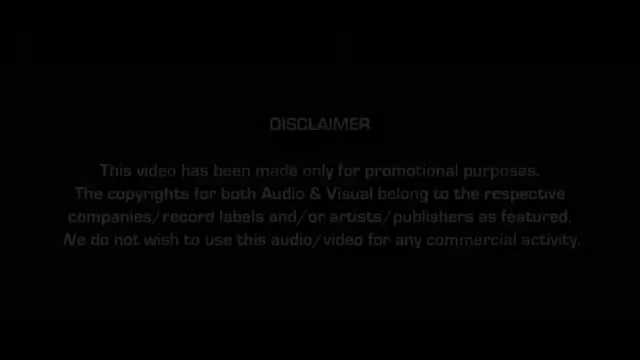 DISCLAIMER
This video has been made only for promotional purposes.
The copyrights for both Audio & Visual belong to the respective
companies/record labels and/or artists/publishers as featured.
We do not wish to use this audio/video for any commercial activity.